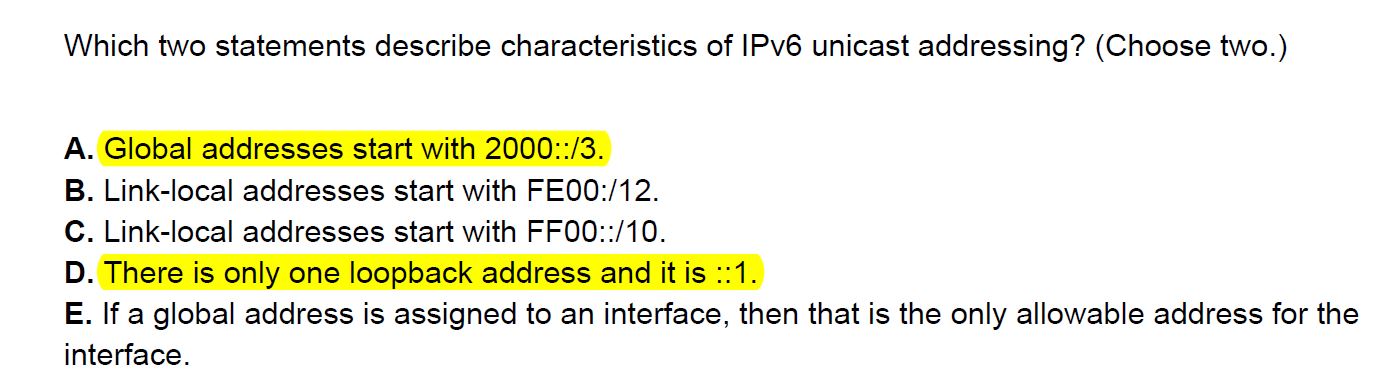 Which two statements describe characteristics of IPv6 unicast addressing? (Choose two.)
A. Global addresses start with 2000::/3.
B. Link-local addresses start with FE00:/12.
C. Link-local addresses start with FF00::/10.
D. There is only one loopback address and it is ::1.
E. If a global address is assigned to an interface, then that is the only allowable address for the
interface.